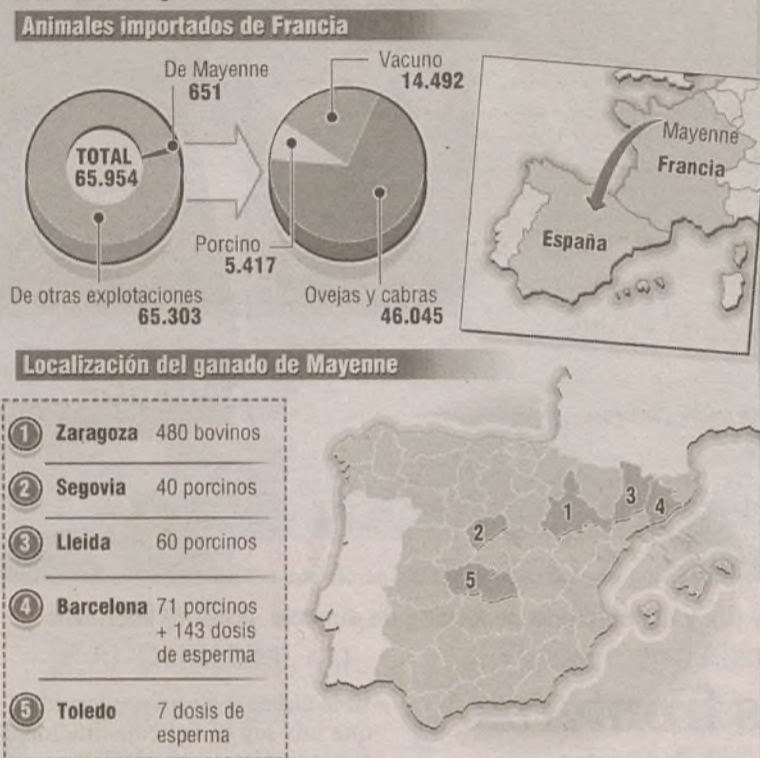 Animales importados de Francia
De Mayenne
651
TOTAL
65.954
De otras explotaciones
65.303
Vacuno
14.492
Porcino
5.417
Ovejas y cabras
46.045
Mayenne
Francia
España
Localización del ganado de Mayenne
1 Zaragoza 480 bovinos
2 Segovia 40 porcinos
3 Lleida 60 porcinos
4 Barcelona 71 porcinos
+ 143 dosis
de esperma
5 Toledo 7 dosis de
esperma
1
2
3
4
5